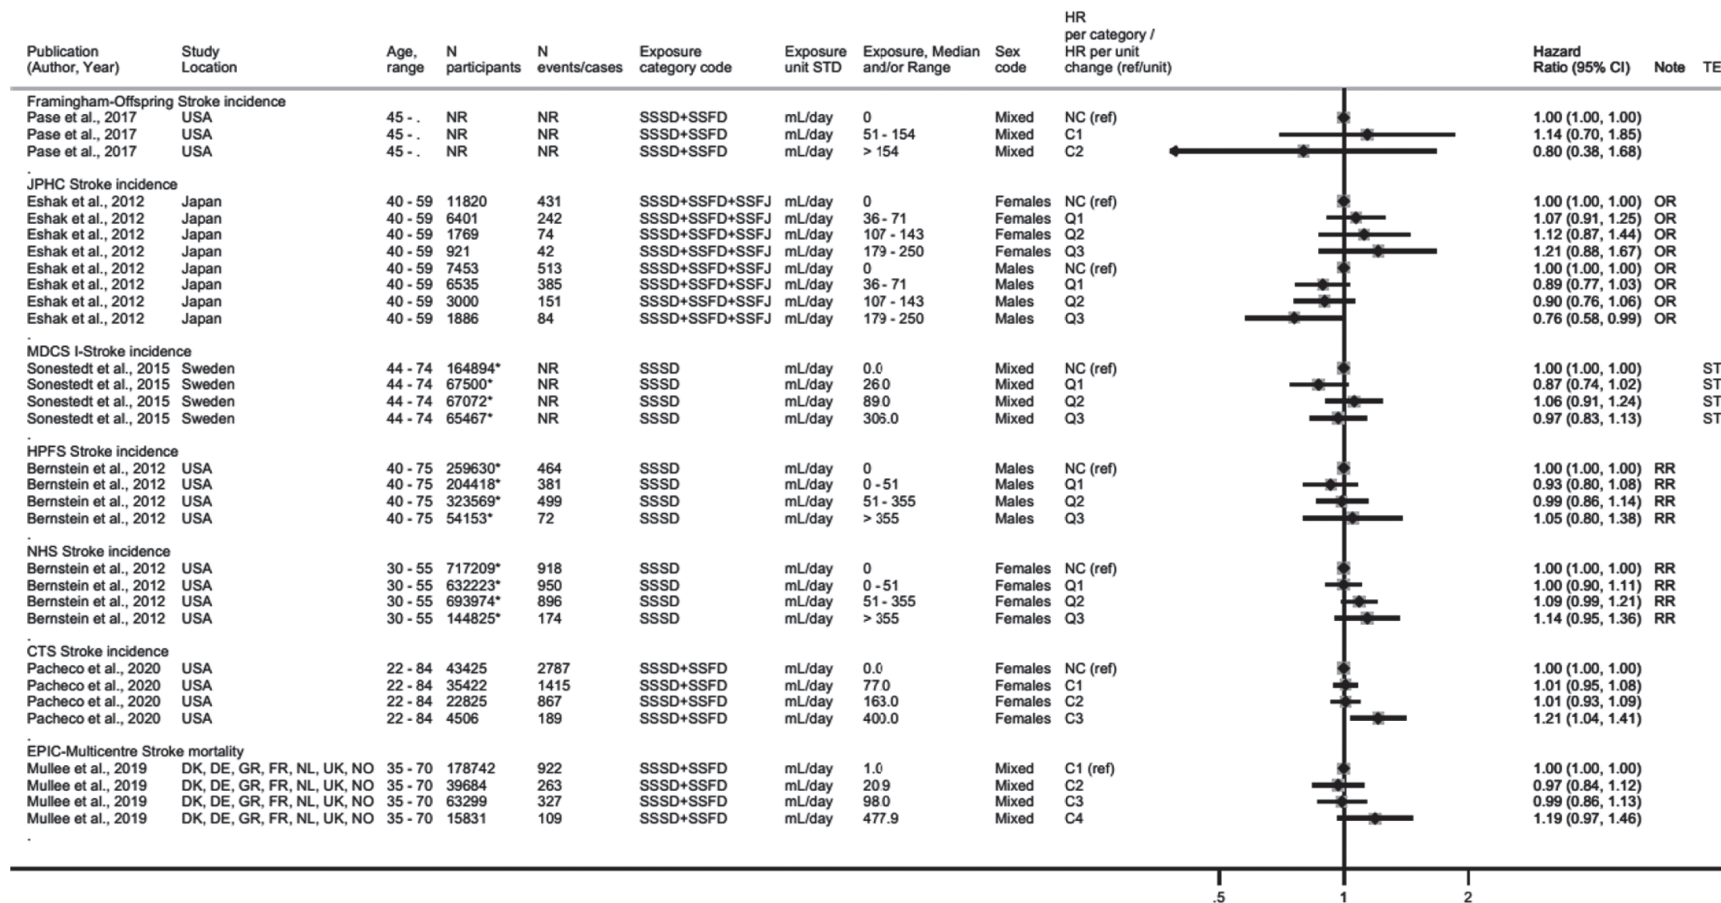 HR
per category /
Publication Study Age, N N Exposure Exposure Exposure, Median Sex HR per unit Hazard
(Author, Year) Location range participants events/cases category code unit STD and/or Range code change (ref/unit) Ratio (95% CI) Note TE
Framingham-Offspring Stroke incidence
Pase et al., 2017 USA 45 - . NR NR SSSD+SSFD mL/day 0 Mixed NC (ref) 1.00 (1.00, 1.00)
Pase et al., 2017 USA 45 - . NR NR SSSD+SSFD mL/day 51 - 154 Mixed C1 1.14 (0.70, 1.85)
Pase et al., 2017 USA 45 - . NR NR SSSD+SSFD mL/day > 154 Mixed C2 0.80 (0.38, 1.68)
.
JPHC Stroke incidence
Eshak et al., 2012 Japan 40 - 59 11820 431 SSSD+SSFD+SSFJ mL/day 0 Females NC (ref) 1.00 (1.00, 1.00) OR
Eshak et al., 2012 Japan 40 - 59 6401 242 SSSD+SSFD+SSFJ mL/day 36 - 71 Females Q1 1.07 (0.91, 1.25) OR
Eshak et al., 2012 Japan 40 - 59 1769 74 SSSD+SSFD+SSFJ mL/day 107 - 143 Females Q2 1.12 (0.87, 1.44) OR
Eshak et al., 2012 Japan 40 - 59 921 42 SSSD+SSFD+SSFJ mL/day 179 - 250 Females Q3 1.21 (0.88, 1.67) OR
Eshak et al., 2012 Japan 40 - 59 7453 513 SSSD+SSFD+SSFJ mL/day 0 Males NC (ref) 1.00 (1.00, 1.00) OR
Eshak et al., 2012 Japan 40 - 59 6535 385 SSSD+SSFD+SSFJ mL/day 36 - 71 Males Q1 0.89 (0.77, 1.03) OR
Eshak et al., 2012 Japan 40 - 59 3000 151 SSSD+SSFD+SSFJ mL/day 107 - 143 Males Q2 0.90 (0.76, 1.06) OR
Eshak et al., 2012 Japan 40 - 59 1886 84 SSSD+SSFD+SSFJ mL/day 179 - 250 Males Q3 0.76 (0.58, 0.99) OR
.
MDCS I-Stroke incidence
Sonestedt et al., 2015 Sweden 44 - 74 164894* NR SSSD mL/day 0.0 Mixed NC (ref) 1.00 (1.00, 1.00) ST
Sonestedt et al., 2015 Sweden 44 - 74 67500* NR SSSD mL/day 26.0 Mixed Q1 0.87 (0.74, 1.02) ST
Sonestedt et al., 2015 Sweden 44 - 74 67072* NR SSSD mL/day 89.0 Mixed Q2 1.06 (0.91, 1.24) ST
Sonestedt et al., 2015 Sweden 44 - 74 65467* NR SSSD mL/day 306.0 Mixed Q3 0.97 (0.83, 1.13) ST
.
HPFS Stroke incidence
Bernstein et al., 2012 USA 40 - 75 259630* 464 SSSD mL/day 0 Males NC (ref) 1.00 (1.00, 1.00) RR
Bernstein et al., 2012 USA 40 - 75 204418* 381 SSSD mL/day 0 - 51 Males Q1 0.93 (0.80, 1.08) RR
Bernstein et al., 2012 USA 40 - 75 323569* 499 SSSD mL/day 51 - 355 Males Q2 0.99 (0.86, 1.14) RR
Bernstein et al., 2012 USA 40 - 75 54153* 72 SSSD mL/day > 355 Males Q3 1.05 (0.80, 1.38) RR
.
NHS Stroke incidence
Bernstein et al., 2012 USA 30 - 55 717209* 918 SSSD mL/day 0 Females NC (ref) 1.00 (1.00, 1.00) RR
Bernstein et al., 2012 USA 30 - 55 632223* 950 SSSD mL/day 0 - 51 Females Q1 1.00 (0.90, 1.11) RR
Bernstein et al., 2012 USA 30 - 55 693974* 896 SSSD mL/day 51 - 355 Females Q2 1.09 (0.99, 1.21) RR
Bernstein et al., 2012 USA 30 - 55 144825* 174 SSSD mL/day > 355 Females Q3 1.14 (0.95, 1.36) RR
.
CTS Stroke incidence
Pacheco et al., 2020 USA 22 - 84 43425 2787 SSSD+SSFD mL/day 0.0 Females NC (ref) 1.00 (1.00, 1.00)
Pacheco et al., 2020 USA 22 - 84 35422 1415 SSSD+SSFD mL/day 77.0 Females C1 1.01 (0.95, 1.08)
Pacheco et al., 2020 USA 22 - 84 22825 867 SSSD+SSFD mL/day 163.0 Females C2 1.01 (0.93, 1.09)
Pacheco et al., 2020 USA 22 - 84 4506 189 SSSD+SSFD mL/day 400.0 Females C3 1.21 (1.04, 1.41)
.
EPIC-Multicentre Stroke mortality
Mullee et al., 2019 DK, DE, GR, FR, NL, UK, NO 35 - 70 178742 922 SSSD+SSFD mL/day 1.0 Mixed C1 (ref) 1.00 (1.00, 1.00)
Mullee et al., 2019 DK, DE, GR, FR, NL, UK, NO 35 - 70 39684 263 SSSD+SSFD mL/day 20.9 Mixed C2 0.97 (0.84, 1.12)
Mullee et al., 2019 DK, DE, GR, FR, NL, UK, NO 35 - 70 63299 327 SSSD+SSFD mL/day 98.0 Mixed C3 0.99 (0.86, 1.13)
Mullee et al., 2019 DK, DE, GR, FR, NL, UK, NO 35 - 70 15831 109 SSSD+SSFD mL/day 477.9 Mixed C4 1.19 (0.97, 1.46)
.
.5 1 2